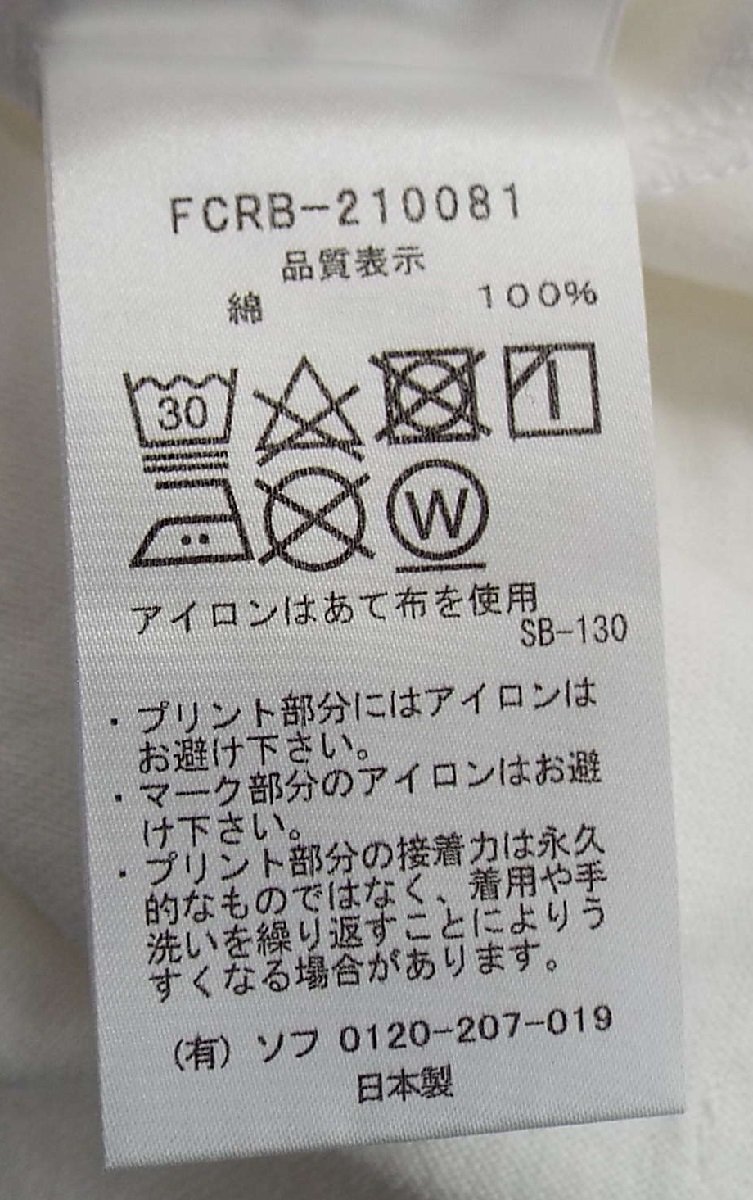 FCRB-210081
品質表示
綿 100%
30
W
アイロンはあて布を使用
SB-130
・プリント部分にはアイロンは
お避け下さい。
・マーク部分のアイロンはお避
け下さい。
・プリント部分の接着力は永久
的なものではなく、着用や手
洗いを繰り返すことによりう
すくなる場合があります。
(有) ソフ 0120-207-019
日本製